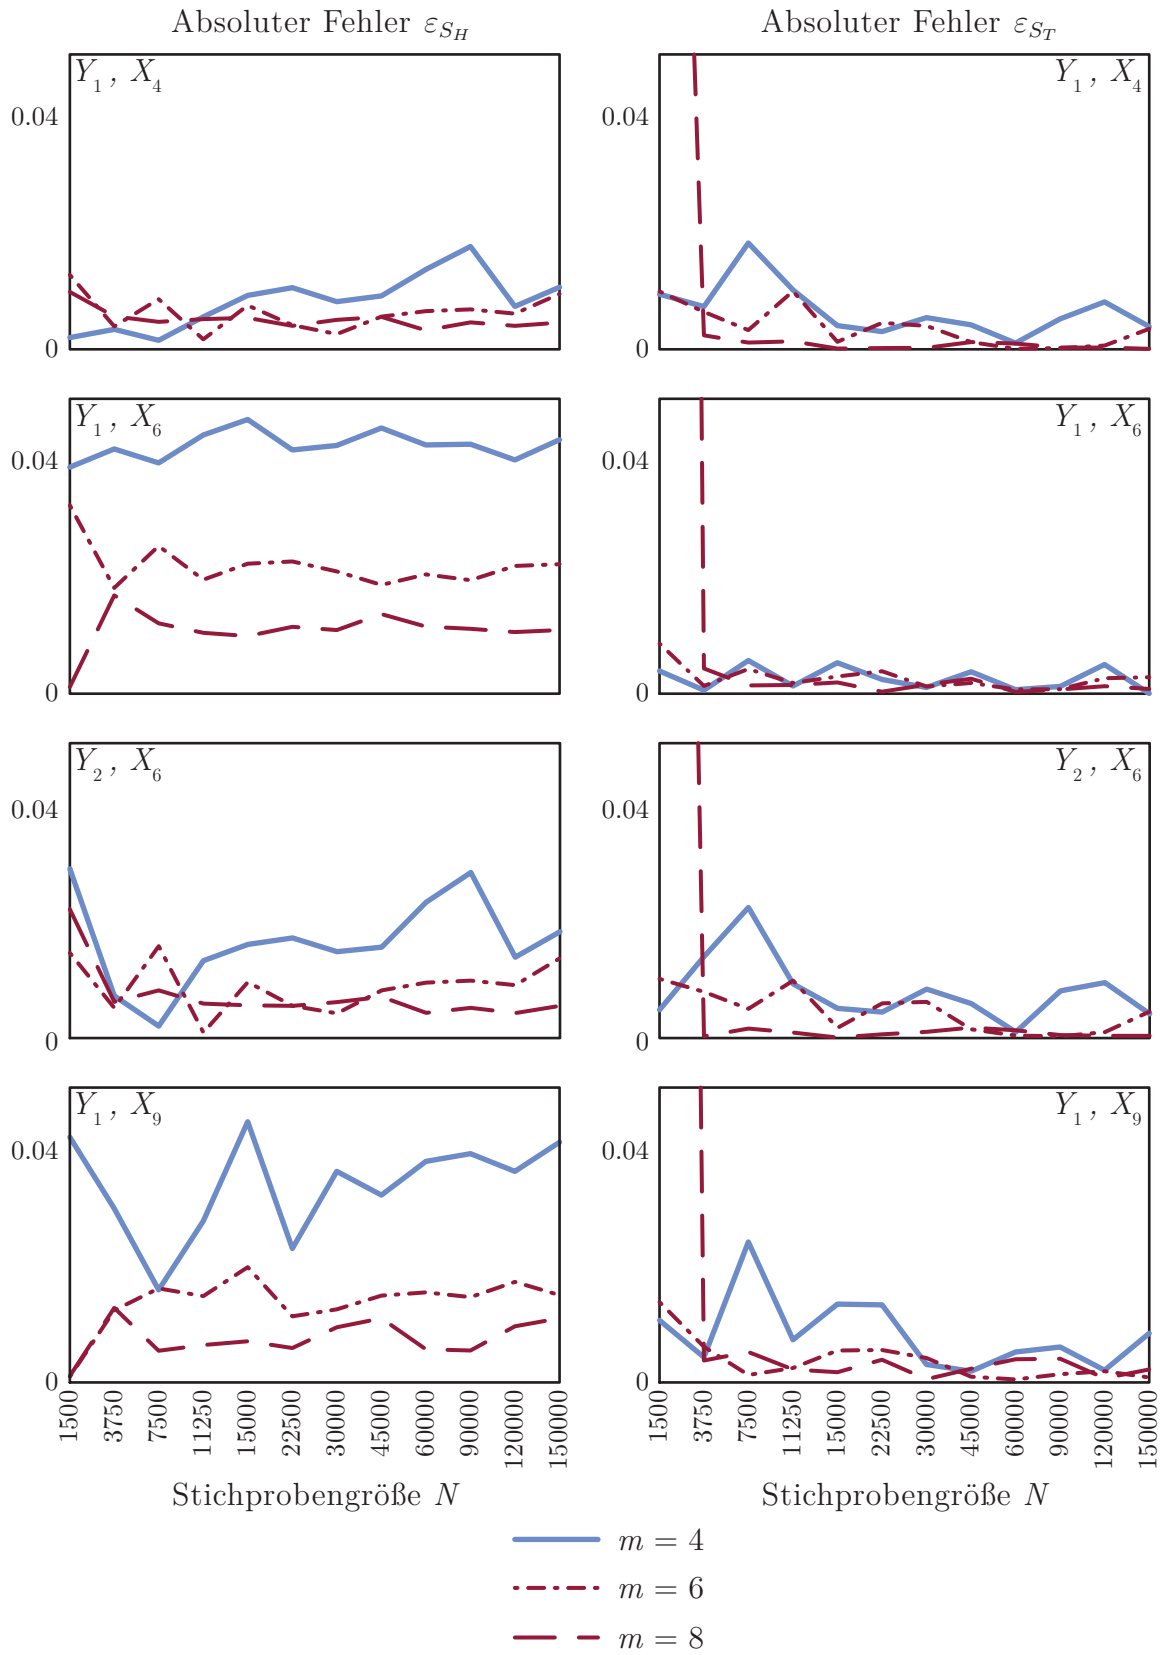 Absoluter Fehler ε_{S_H} Absoluter Fehler ε_{S_T}
Y_1, X_4
0.04
0
Y_1, X_4
0.04
0
Y_1, X_6
0.04
0
Y_1, X_6
0.04
0
Y_2, X_6
0.04
0
Y_2, X_6
0.04
0
Y_1, X_9
0.04
0
Y_1, X_9
0.04
0
1500 3750 7500 11250 15000 22500 30000 45000 60000 90000 120000 150000
1500 3750 7500 11250 15000 22500 30000 45000 60000 90000 120000 150000
Stichprobengröße N Stichprobengröße N
m = 4
m = 6
m = 8